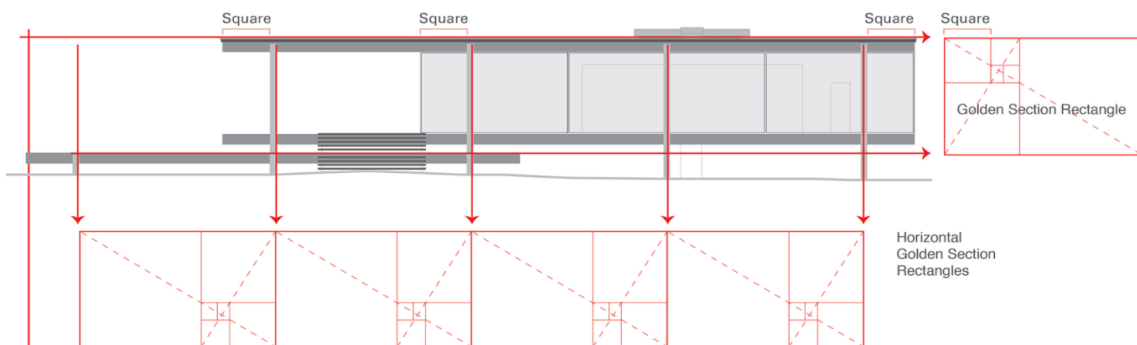 Square
Square
Square
Square
Golden Section Rectangle
Horizontal
Golden Section
Rectangles